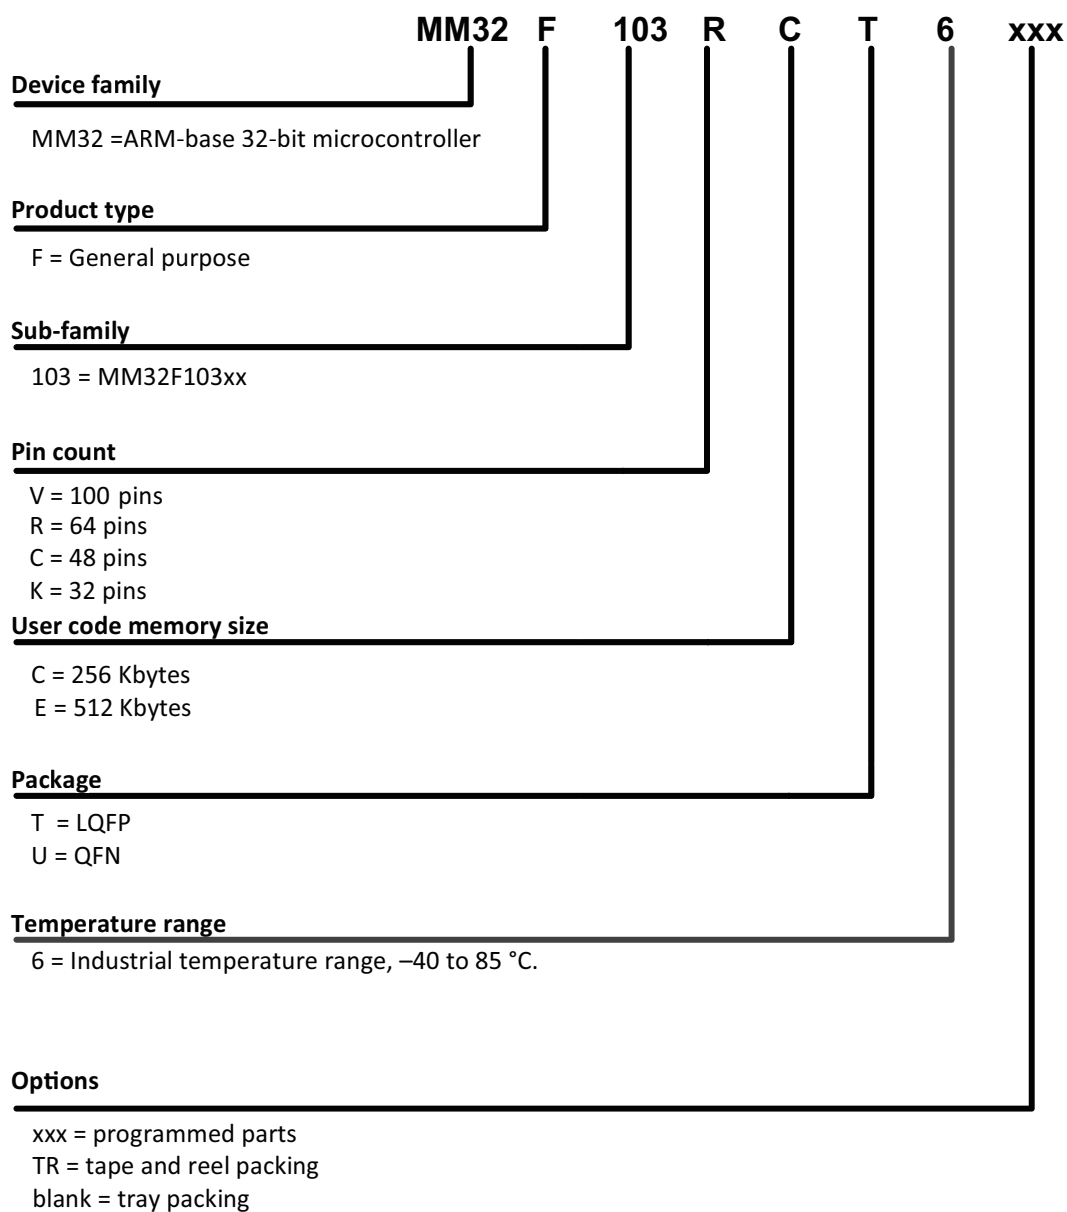 MM32 F 103 R C T 6 xxx
Device family
MM32 =ARM-base 32-bit microcontroller
Product type
F = General purpose
Sub-family
103 = MM32F103xx
Pin count
V = 100 pins
R = 64 pins
C = 48 pins
K = 32 pins
User code memory size
C = 256 Kbytes
E = 512 Kbytes
Package
T = LQFP
U = QFN
Temperature range
6 = Industrial temperature range, –40 to 85 °C.
Options
xxx = programmed parts
TR = tape and reel packing
blank = tray packing